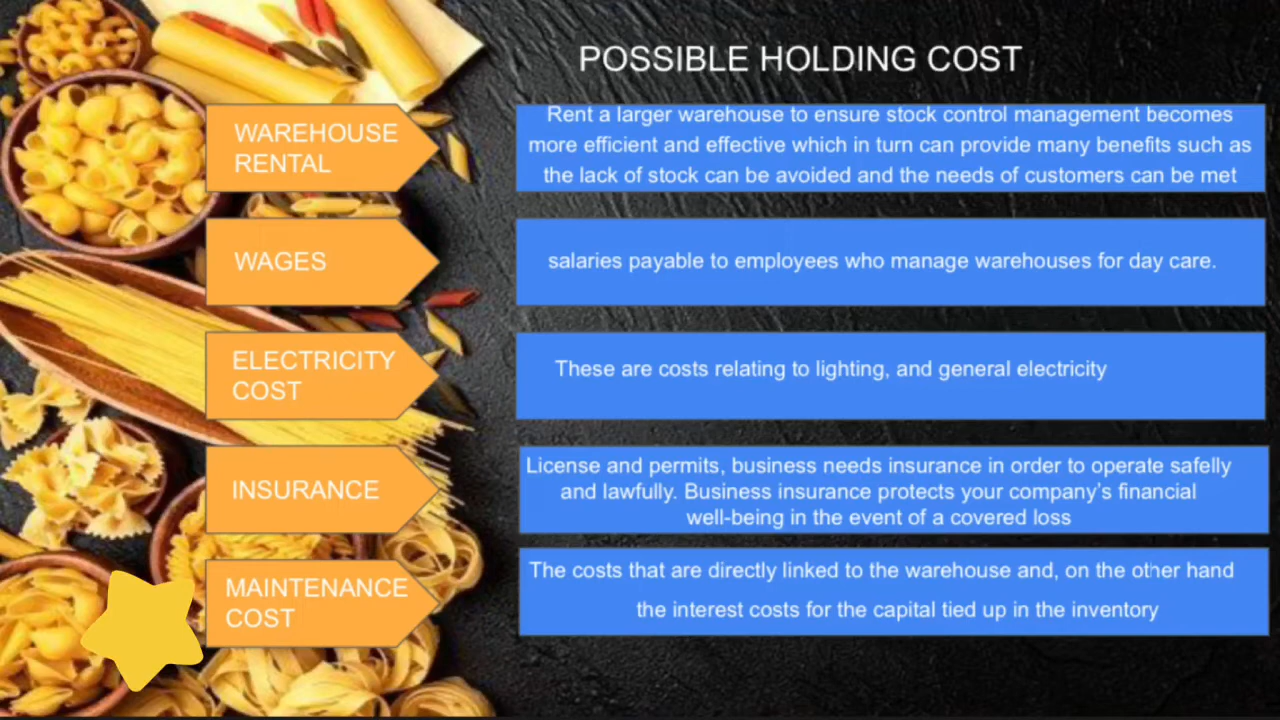 POSSIBLE HOLDING COST
WAREHOUSE
RENTAL
Rent a larger warehouse to ensure stock control management becomes
more efficient and effective which in turn can provide many benefits such as
the lack of stock can be avoided and the needs of customers can be met
WAGES
salaries payable to employees who manage warehouses for day care.
ELECTRICITY
COST
These are costs relating to lighting, and general electricity
INSURANCE
License and permits, business needs insurance in order to operate safelly
and lawfully. Business insurance protects your company’s financial
well-being in the event of a covered loss
MAINTENANCE
COST
The costs that are directly linked to the warehouse and, on the other hand
the interest costs for the capital tied up in the inventory